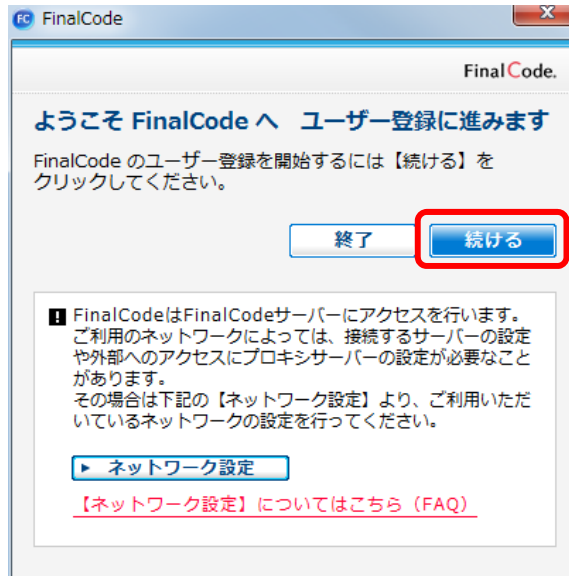 FC FinalCode
X
FinalCode.
ようこそ FinalCode へ ユーザー登録に進みます
FinalCode のユーザー登録を開始するには【続ける】を
クリックしてください。
終了 続ける
! FinalCodeはFinalCodeサーバーにアクセスを行います。
ご利用のネットワークによっては、接続するサーバーの設定
や外部へのアクセスにプロキシサーバーの設定が必要なこと
があります。
その場合は下記の【ネットワーク設定】より、ご利用いただ
いているネットワークの設定を行ってください。
ネットワーク設定
【ネットワーク設定】についてはこちら（FAQ）